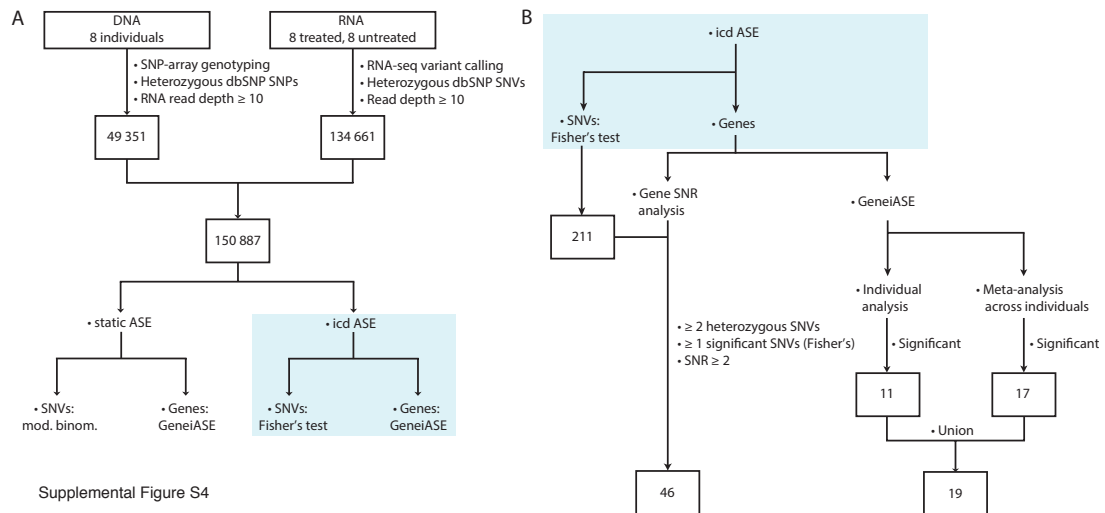 A
DNA
8 individuals
RNA
8 treated, 8 untreated
• SNP-array genotyping
• Heterozygous dbSNP SNPs
• RNA read depth ≥ 10
• RNA-seq variant calling
• Heterozygous dbSNP SNVs
• Read depth ≥ 10
49 351
134 661
150 887
• static ASE
• icd ASE
• SNVs:
mod. binom.
• Genes:
GeneiASE
• SNVs:
Fisher's test
• Genes:
GeneiASE
Supplemental Figure S4
B
• icd ASE
• SNVs:
Fisher's test
• Genes
• Gene SNR
analysis
• GeneiASE
211
• Individual
analysis
• Meta-analysis
across individuals
• ≥ 2 heterozygous SNVs
• ≥ 1 significant SNVs (Fisher's)
• SNR ≥ 2
• Significant
• Significant
11
17
• Union
46
19